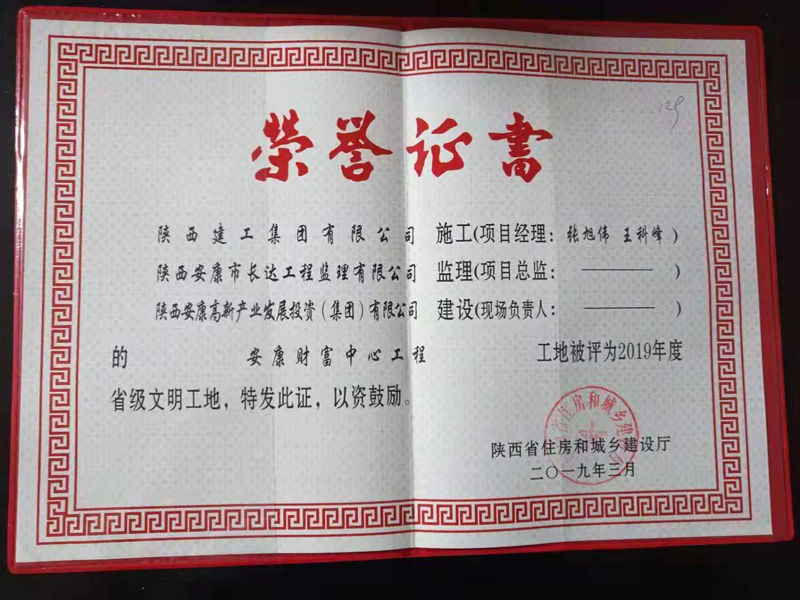 129
荣誉证书
陕西建工集团有限公司 施工(项目经理：张旭伟 王科峰)
陕西安康市长达工程监理有限公司 监理(项目总监：————)
陕西安康高新产业发展投资（集团）有限公司 建设(现场负责人：————)
的 安康财富中心工程 工地被评为2019年度
省级文明工地，特发此证，以资鼓励。
陕西省住房和城乡建设厅
二〇一九年三月